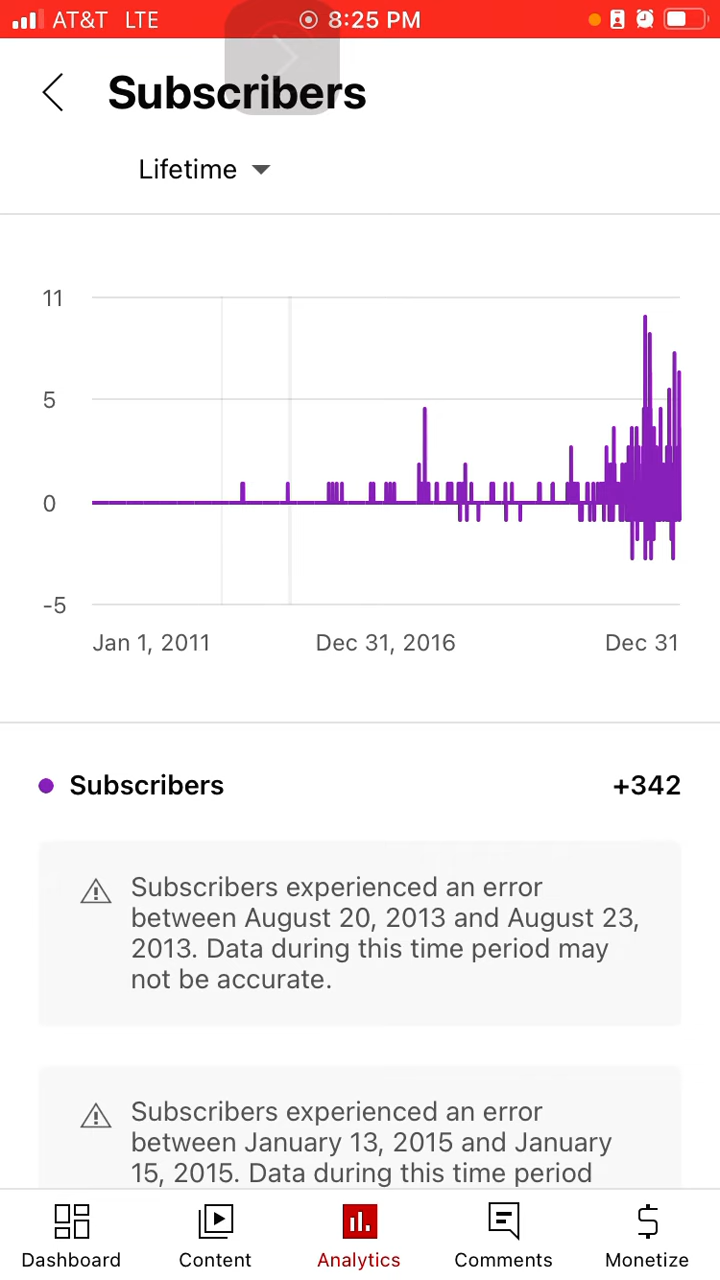 AT&T LTE 8:25 PM
Subscribers
Lifetime
11
5
0
-5
Jan 1, 2011 Dec 31, 2016 Dec 31
Subscribers +342
Subscribers experienced an error
between August 20, 2013 and August 23,
2013. Data during this time period may
not be accurate.
Subscribers experienced an error
between January 13, 2015 and January
15, 2015. Data during this time period
Dashboard Content Analytics Comments Monetize